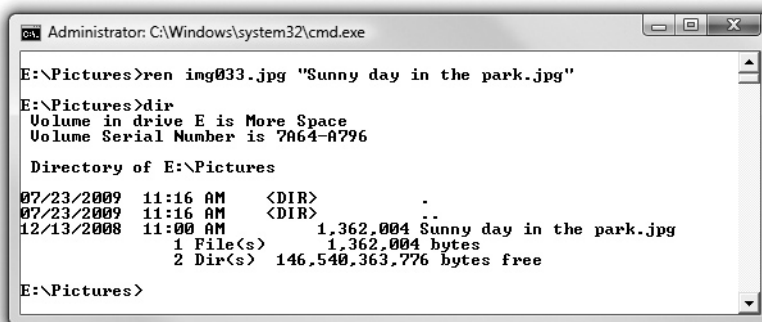 Administrator: C:\Windows\system32\cmd.exe
E:\Pictures>ren img033.jpg "Sunny day in the park.jpg"
E:\Pictures>dir
Volume in drive E is More Space
Volume Serial Number is 7A64-A796
Directory of E:\Pictures
07/23/2009  11:16 AM    <DIR>          .
07/23/2009  11:16 AM    <DIR>          ..
12/13/2008  11:00 AM         1,362,004 Sunny day in the park.jpg
1 File(s)      1,362,004 bytes
2 Dir(s)  146,540,363,776 bytes free
E:\Pictures>